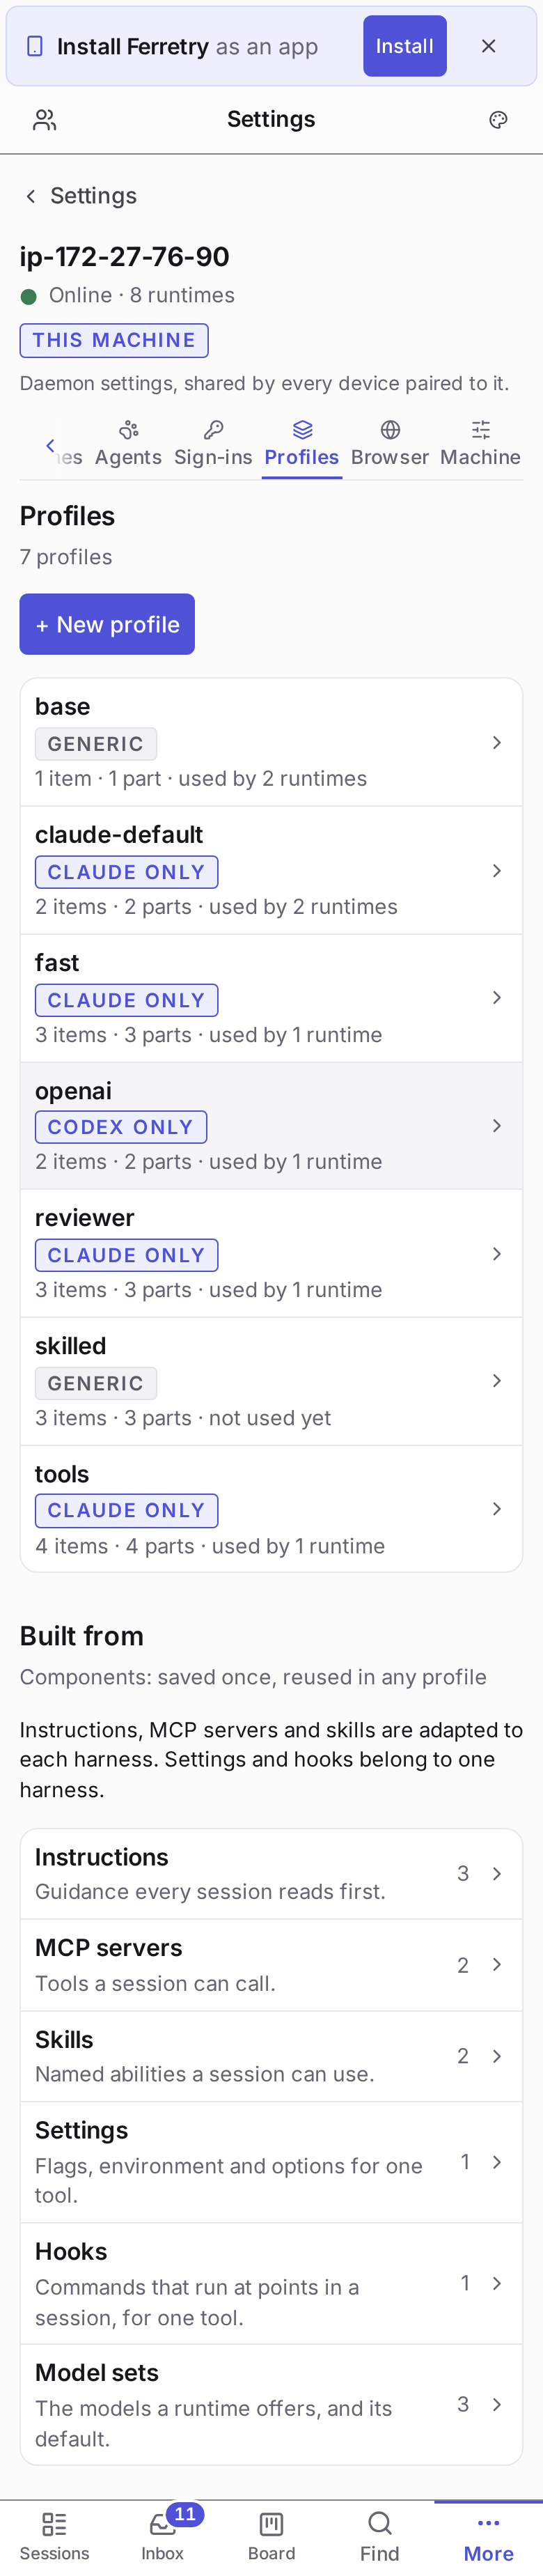 Install Ferretry as an app
Install
Settings
Settings
ip-172-27-76-90
Online · 8 runtimes
THIS MACHINE
Daemon settings, shared by every device paired to it.
Agents
Sign-ins
Profiles
Browser
Machine
Profiles
7 profiles
+ New profile
base
GENERIC
1 item · 1 part · used by 2 runtimes
claude-default
CLAUDE ONLY
2 items · 2 parts · used by 2 runtimes
fast
CLAUDE ONLY
3 items · 3 parts · used by 1 runtime
openai
CODEX ONLY
2 items · 2 parts · used by 1 runtime
reviewer
CLAUDE ONLY
3 items · 3 parts · used by 1 runtime
skilled
GENERIC
3 items · 3 parts · not used yet
tools
CLAUDE ONLY
4 items · 4 parts · used by 1 runtime
Built from
Components: saved once, reused in any profile
Instructions, MCP servers and skills are adapted to
each harness. Settings and hooks belong to one
harness.
Instructions
3
Guidance every session reads first.
MCP servers
2
Tools a session can call.
Skills
2
Named abilities a session can use.
Settings
Flags, environment and options for one
1
tool.
Hooks
Commands that run at points in a
1
session, for one tool.
Model sets
The models a runtime offers, and its
3
default.
11
Sessions
Inbox
Board
Find
More